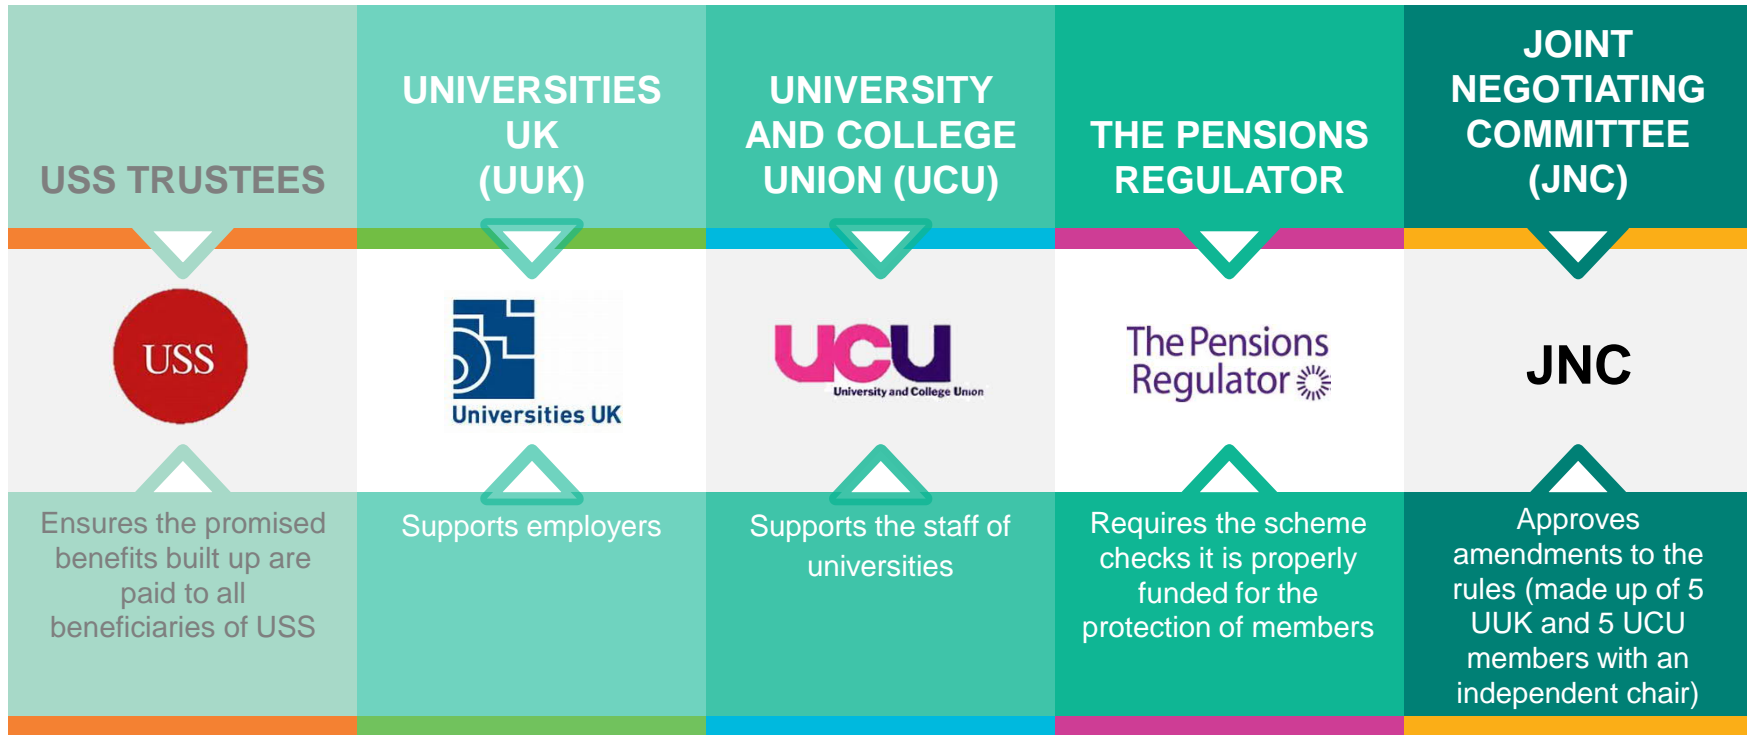 USS TRUSTEES
UNIVERSITIES
UK
(UUK)
UNIVERSITY
AND COLLEGE
UNION (UCU)
THE PENSIONS
REGULATOR
JOINT
NEGOTIATING
COMMITTEE
(JNC)
USS
Universities UK
UCU
University and College Union
The Pensions
Regulator
JNC
Ensures the promised
benefits built up are
paid to all
beneficiaries of USS
Supports employers
Supports the staff of
universities
Requires the scheme
checks it is properly
funded for the
protection of members
Approves
amendments to the
rules (made up of 5
UUK and 5 UCU
members with an
independent chair)